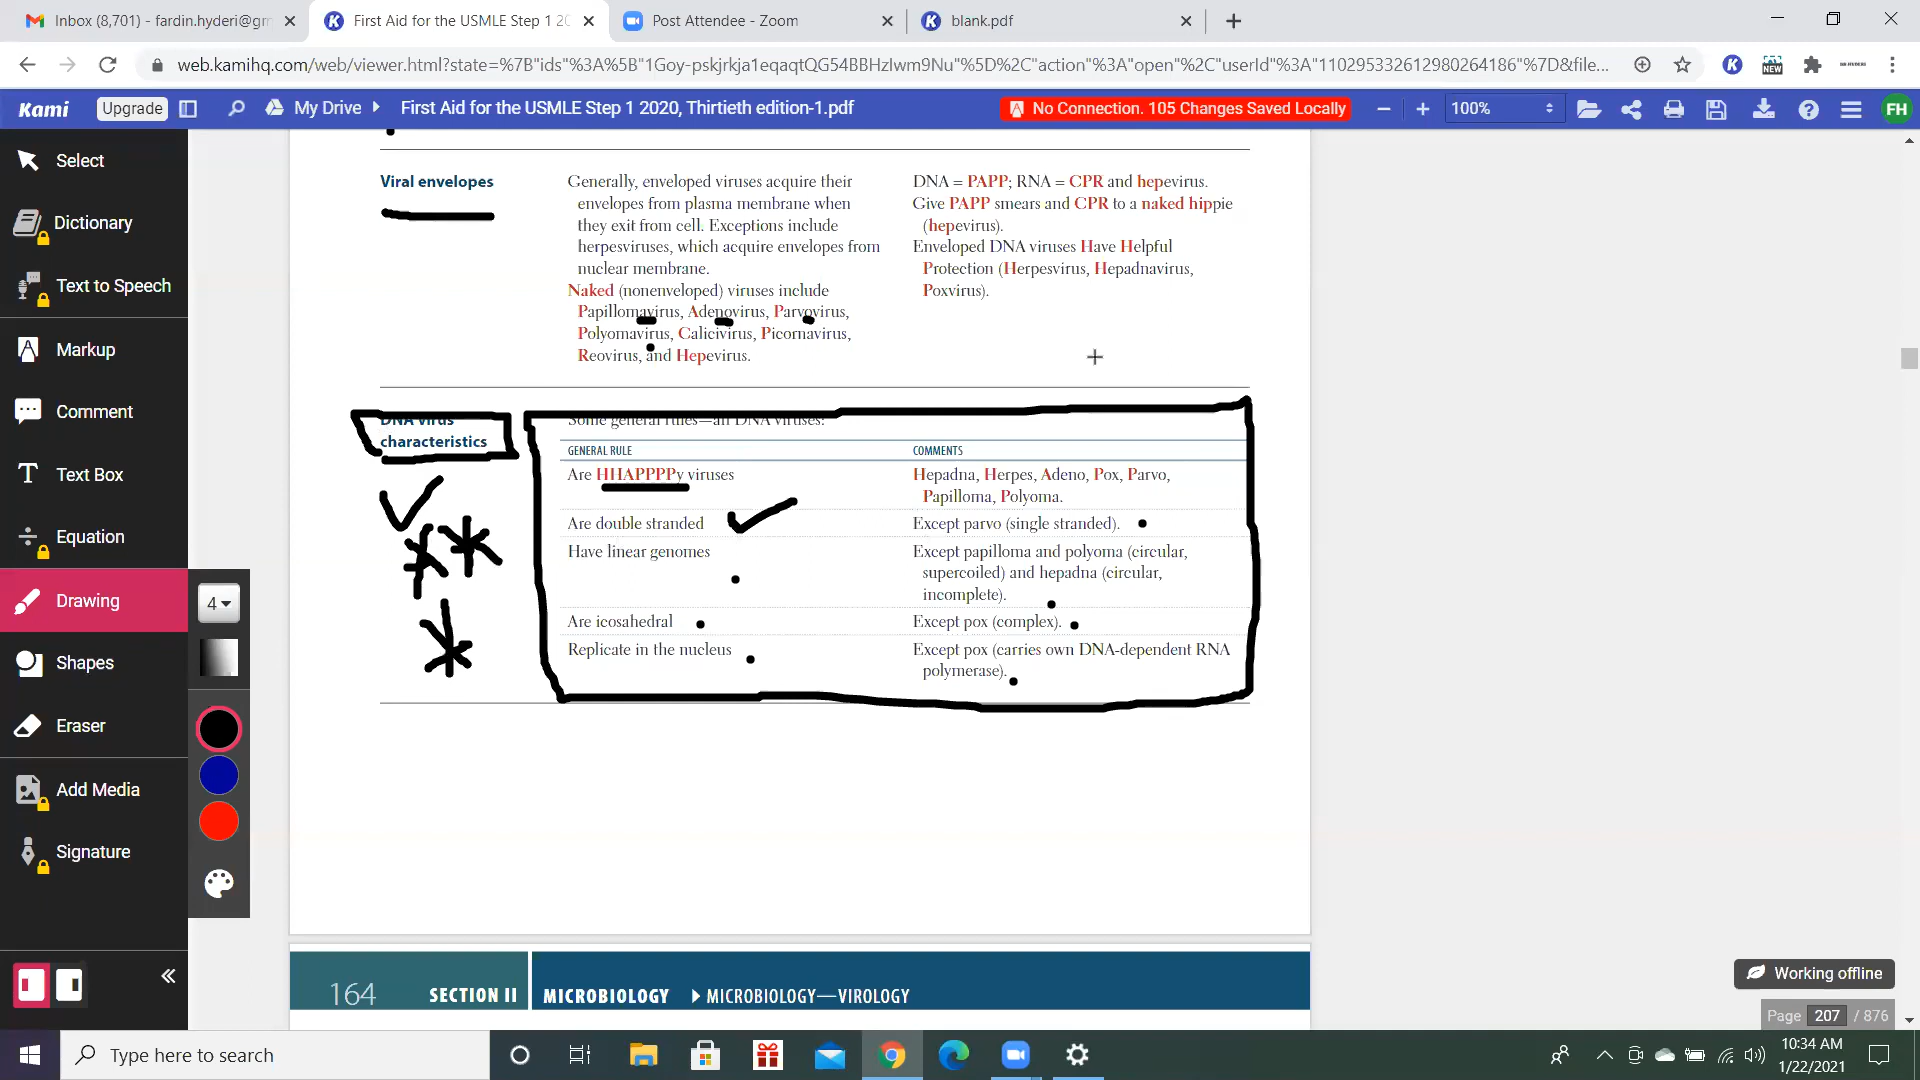 Inbox (8,701) - fardin.hyderi@gm
First Aid for the USMLE Step 1 20
Post Attendee - Zoom
blank.pdf
web.kamihq.com/web/viewer.html?state=%7B"ids"%3A%5B"1Goy-pskjrkja1eqaqtQG54BBHzIwm9Nu"%5D%2C"action"%3A"open"%2C"userId"%3A"110295332612980264186"%7D&file...
NEW
Kami
Upgrade
My Drive
First Aid for the USMLE Step 1 2020, Thirtieth edition-1.pdf
No Connection. 105 Changes Saved Locally
100%
FH
Select
Dictionary
Text to Speech
Markup
Comment
Text Box
Equation
Drawing
Shapes
Eraser
Add Media
Signature
4
Viral envelopes
Generally, enveloped viruses acquire their
envelopes from plasma membrane when
they exit from cell. Exceptions include
herpesviruses, which acquire envelopes from
nuclear membrane.
Naked (nonenveloped) viruses include
Papillomavirus, Adenovirus, Parvovirus,
Polyomavirus, Calicivirus, Picornavirus,
Reovirus, and Hepevirus.
DNA = PAPP; RNA = CPR and hepevirus.
Give PAPP smears and CPR to a naked hippie
(hepevirus).
Enveloped DNA viruses Have Helpful
Protection (Herpesvirus, Hepadnavirus,
Poxvirus).
DNA virus
characteristics
Some general rules—all DNA viruses:
GENERAL RULE
COMMENTS
Are HHAPPPPy viruses
Hepadna, Herpes, Adeno, Pox, Parvo,
Papilloma, Polyoma.
Are double stranded
Except parvo (single stranded).
Have linear genomes
Except papilloma and polyoma (circular,
supercoiled) and hepadna (circular,
incomplete).
Are icosahedral
Except pox (complex).
Replicate in the nucleus
Except pox (carries own DNA-dependent RNA
polymerase).
164
SECTION II
MICROBIOLOGY
MICROBIOLOGY—VIROLOGY
Working offline
Page 207 / 876
Type here to search
10:34 AM
1/22/2021